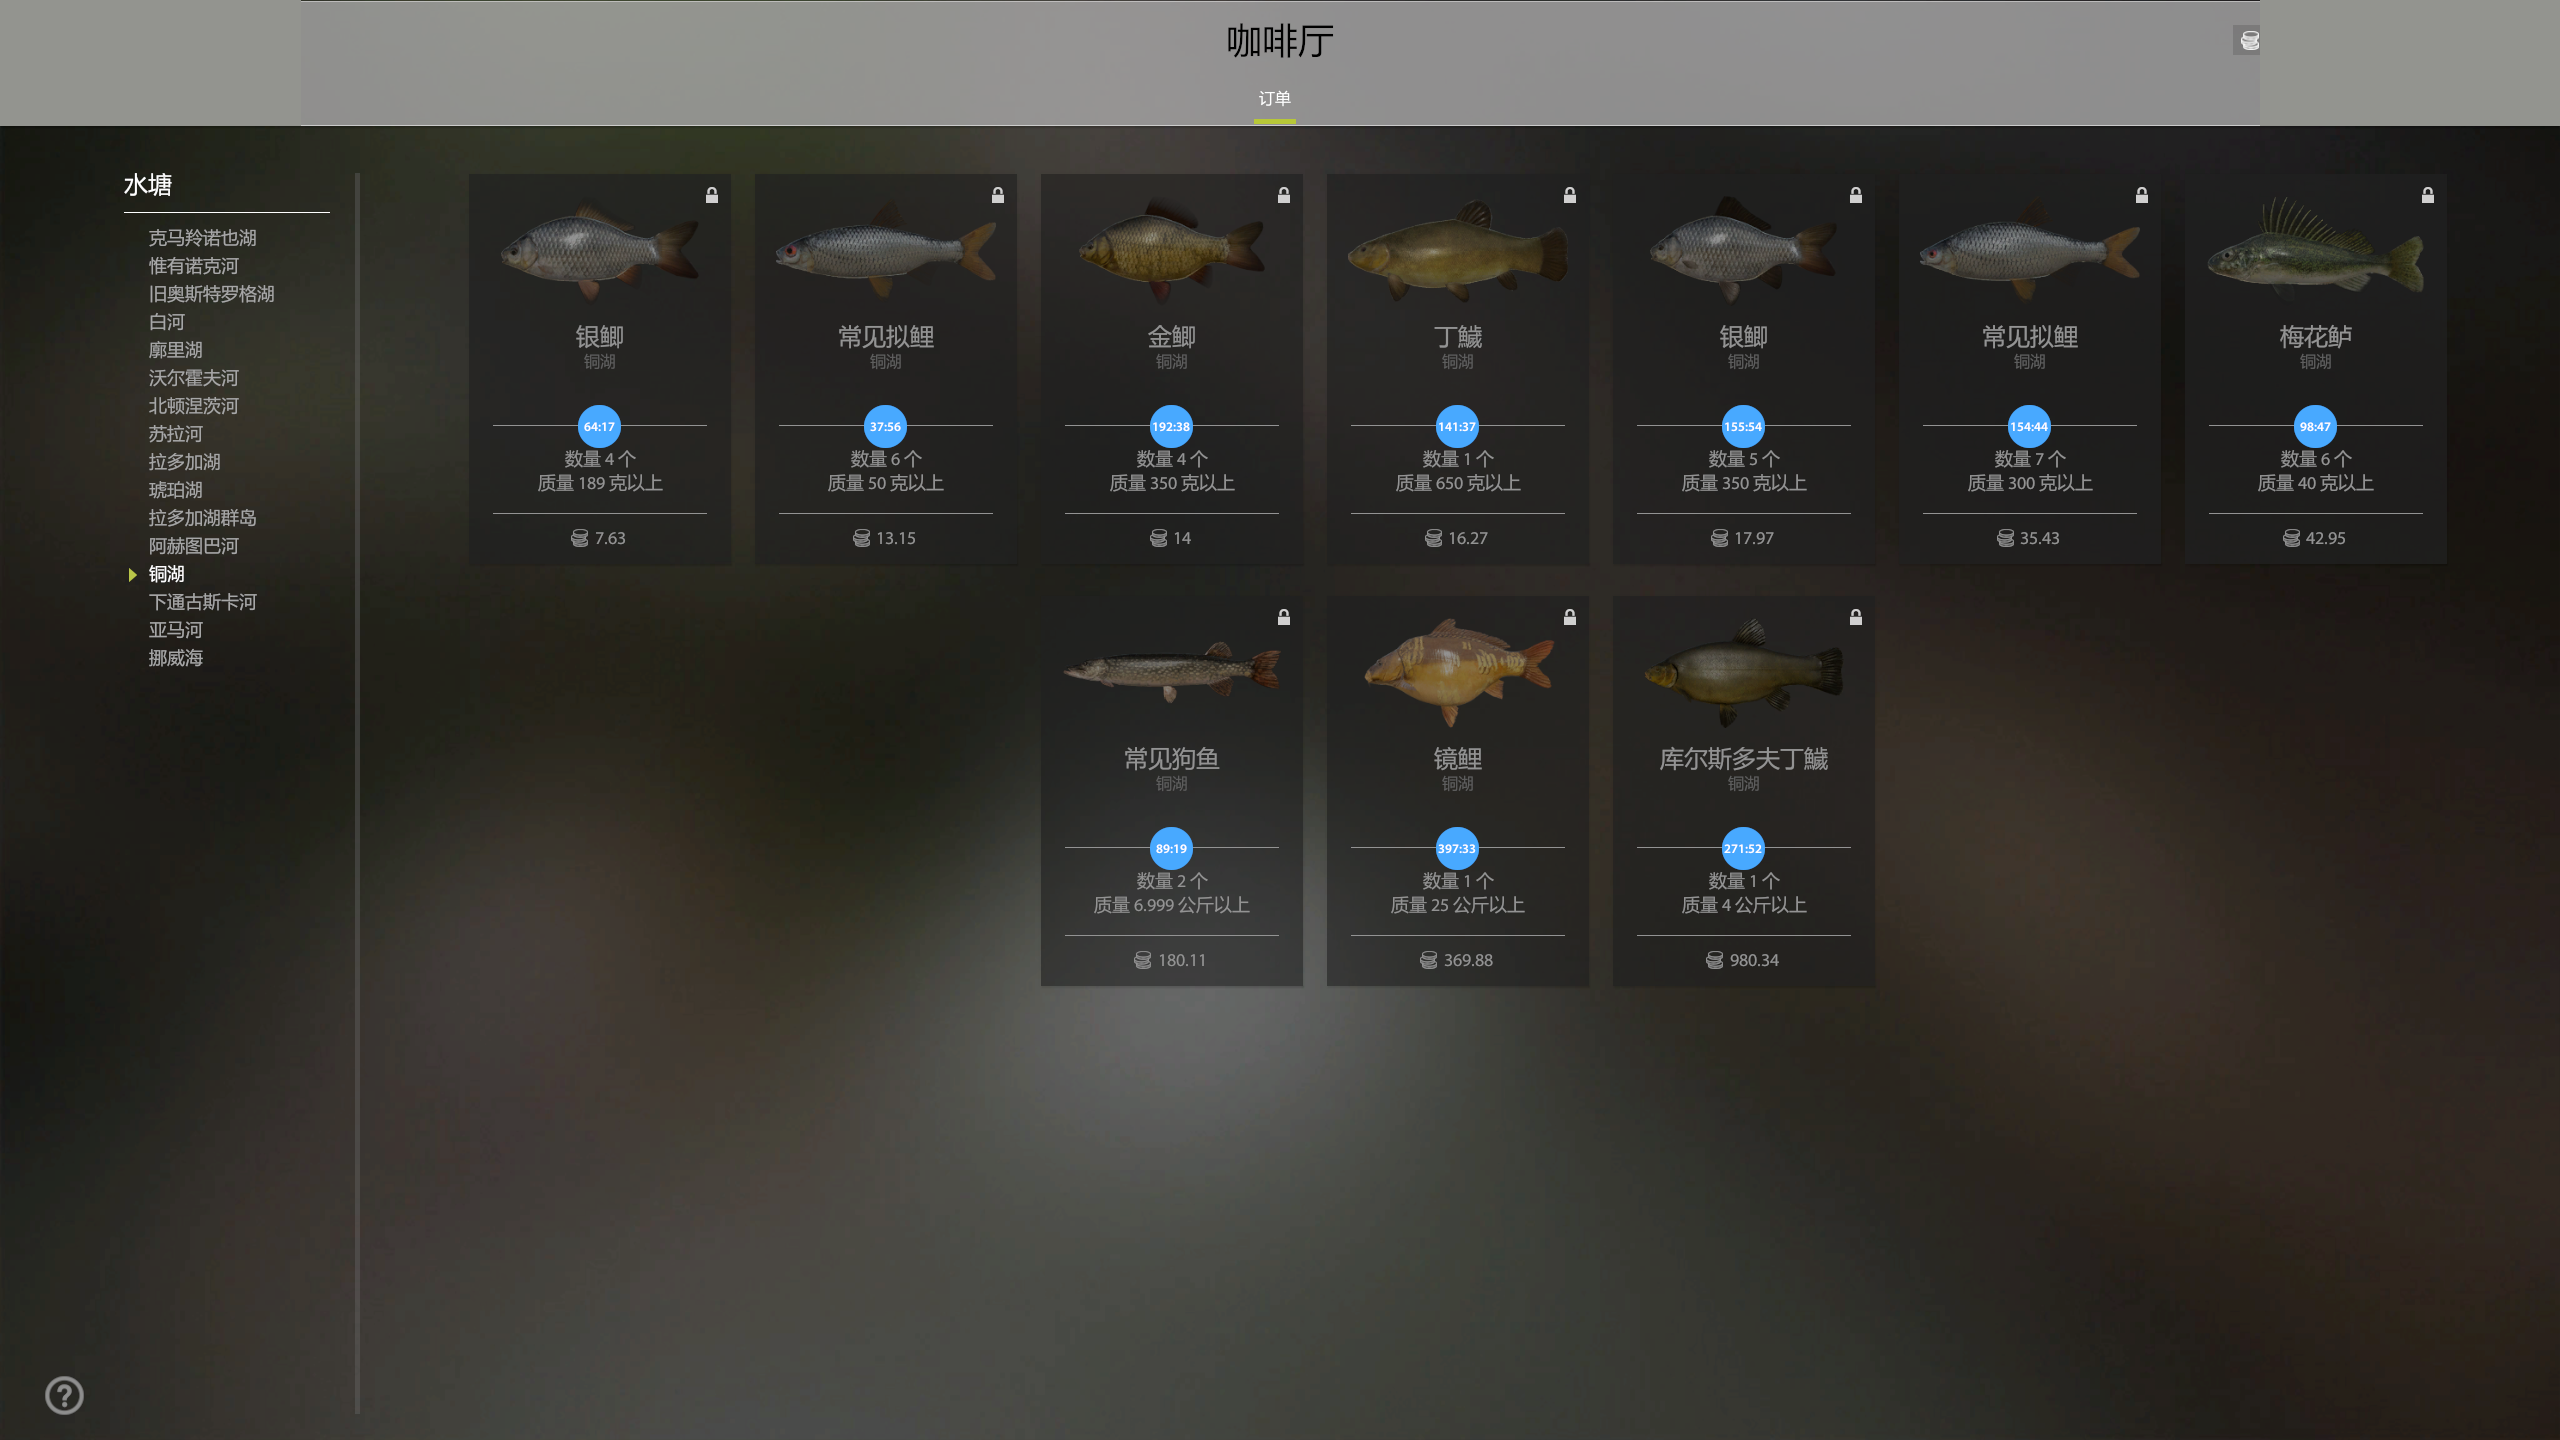 咖啡厅
订单
水塘
克马羚诺也湖
惟有诺克河
旧奥斯特罗格湖
白河
廓里湖
沃尔霍夫河
北顿涅茨河
苏拉河
拉多加湖
琥珀湖
拉多加湖群岛
阿赫图巴河
铜湖
下通古斯卡河
亚马河
挪威海
银鲫
铜湖
64:17
数量 4 个
质量 189 克以上
7.63
常见拟鲤
铜湖
37:56
数量 6 个
质量 50 克以上
13.15
金鲫
铜湖
192:38
数量 4 个
质量 350 克以上
14
丁鱥
铜湖
141:37
数量 1 个
质量 650 克以上
16.27
银鲫
铜湖
155:54
数量 5 个
质量 350 克以上
17.97
常见拟鲤
铜湖
154:44
数量 7 个
质量 300 克以上
35.43
梅花鲈
铜湖
98:47
数量 6 个
质量 40 克以上
42.95
常见狗鱼
铜湖
89:19
数量 2 个
质量 6.999 公斤以上
180.11
镜鲤
铜湖
397:33
数量 1 个
质量 25 公斤以上
369.88
库尔斯多夫丁鱥
铜湖
271:52
数量 1 个
质量 4 公斤以上
980.34